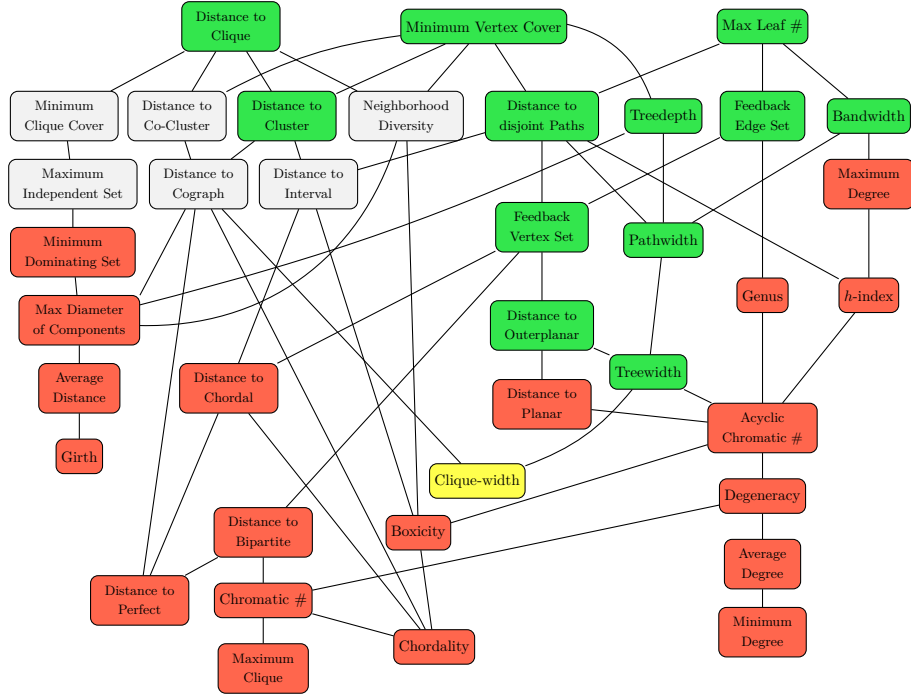 Distance to
Clique
Minimum Vertex Cover
Max Leaf #
Minimum
Clique Cover
Distance to
Co-Cluster
Distance to
Cluster
Neighborhood
Diversity
Distance to
disjoint Paths
Treedepth
Feedback
Edge Set
Bandwidth
Maximum
Independent Set
Distance to
Cograph
Distance to
Interval
Maximum
Degree
Minimum
Dominating Set
Feedback
Vertex Set
Pathwidth
Max Diameter
of Components
Genus
h-index
Distance to
Outerplanar
Average
Distance
Distance to
Chordal
Treewidth
Distance to
Planar
Acyclic
Chromatic #
Girth
Clique-width
Degeneracy
Distance to
Bipartite
Boxicity
Average
Degree
Distance to
Perfect
Chromatic #
Minimum
Degree
Chordality
Maximum
Clique